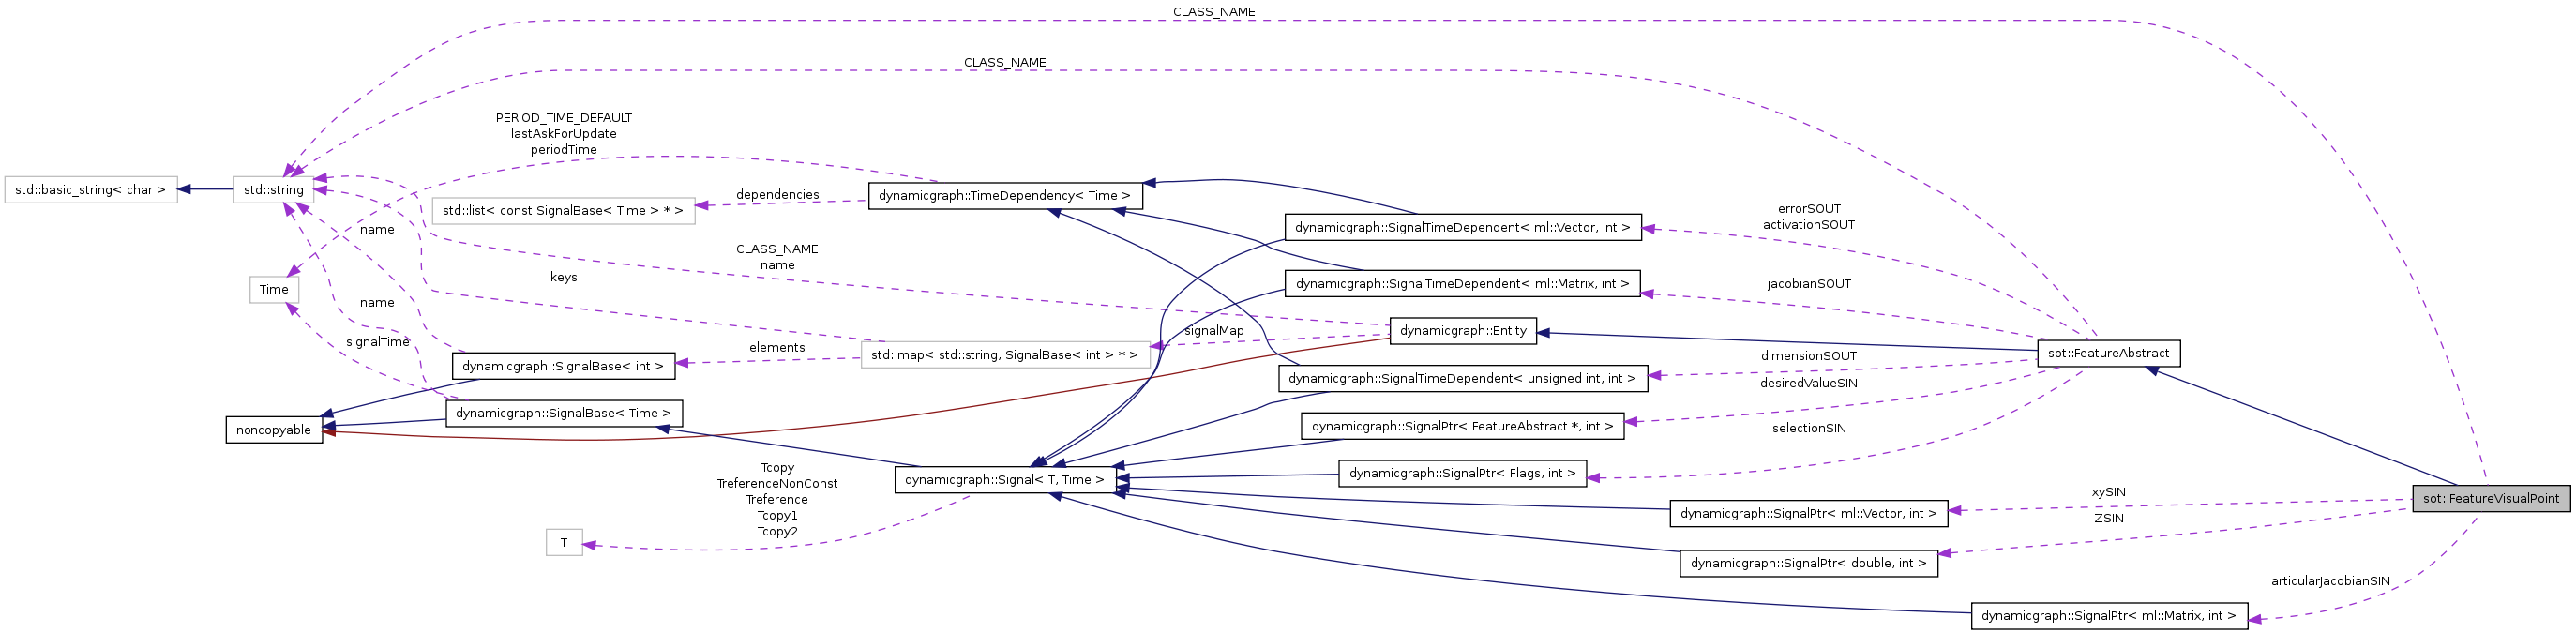 CLASS_NAME
CLASS_NAME
PERIOD_TIME_DEFAULT
lastAskForUpdate
periodTime
std::basic_string< char >
std::string
dependencies
dynamicgraph::TimeDependency< Time >
std::list< const SignalBase< Time > * >
name
errorSOUT
activationSOUT
dynamicgraph::SignalTimeDependent< ml::Vector, int >
CLASS_NAME
name
keys
Time
jacobianSOUT
dynamicgraph::SignalTimeDependent< ml::Matrix, int >
name
signalTime
signalMap
dynamicgraph::Entity
elements
std::map< std::string, SignalBase< int > * >
sot::FeatureAbstract
dynamicgraph::SignalBase< int >
dimensionSOUT
dynamicgraph::SignalTimeDependent< unsigned int, int >
desiredValueSIN
dynamicgraph::SignalBase< Time >
noncopyable
dynamicgraph::SignalPtr< FeatureAbstract *, int >
selectionSIN
Tcopy
TreferenceNonConst
Treference
Tcopy1
Tcopy2
dynamicgraph::Signal< T, Time >
dynamicgraph::SignalPtr< Flags, int >
xySIN
sot::FeatureVisualPoint
dynamicgraph::SignalPtr< ml::Vector, int >
ZSIN
T
dynamicgraph::SignalPtr< double, int >
articularJacobianSIN
dynamicgraph::SignalPtr< ml::Matrix, int >